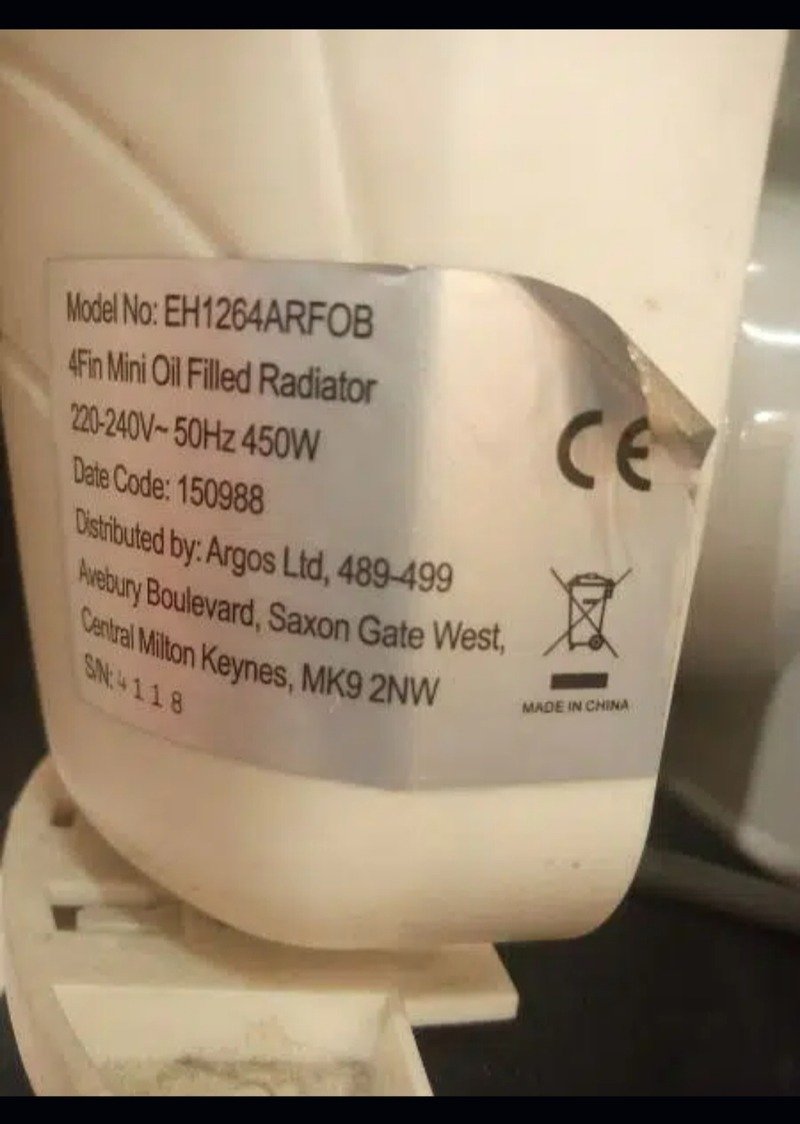 Model No: EH1264ARFOB
4Fin Mini Oil Filled Radiator
220-240V~ 50Hz 450W
Date Code: 150988
Distributed by: Argos Ltd, 489-499
Avebury Boulevard, Saxon Gate West,
Central Milton Keynes, MK9 2NW
S/N: 4118
CE
MADE IN CHINA